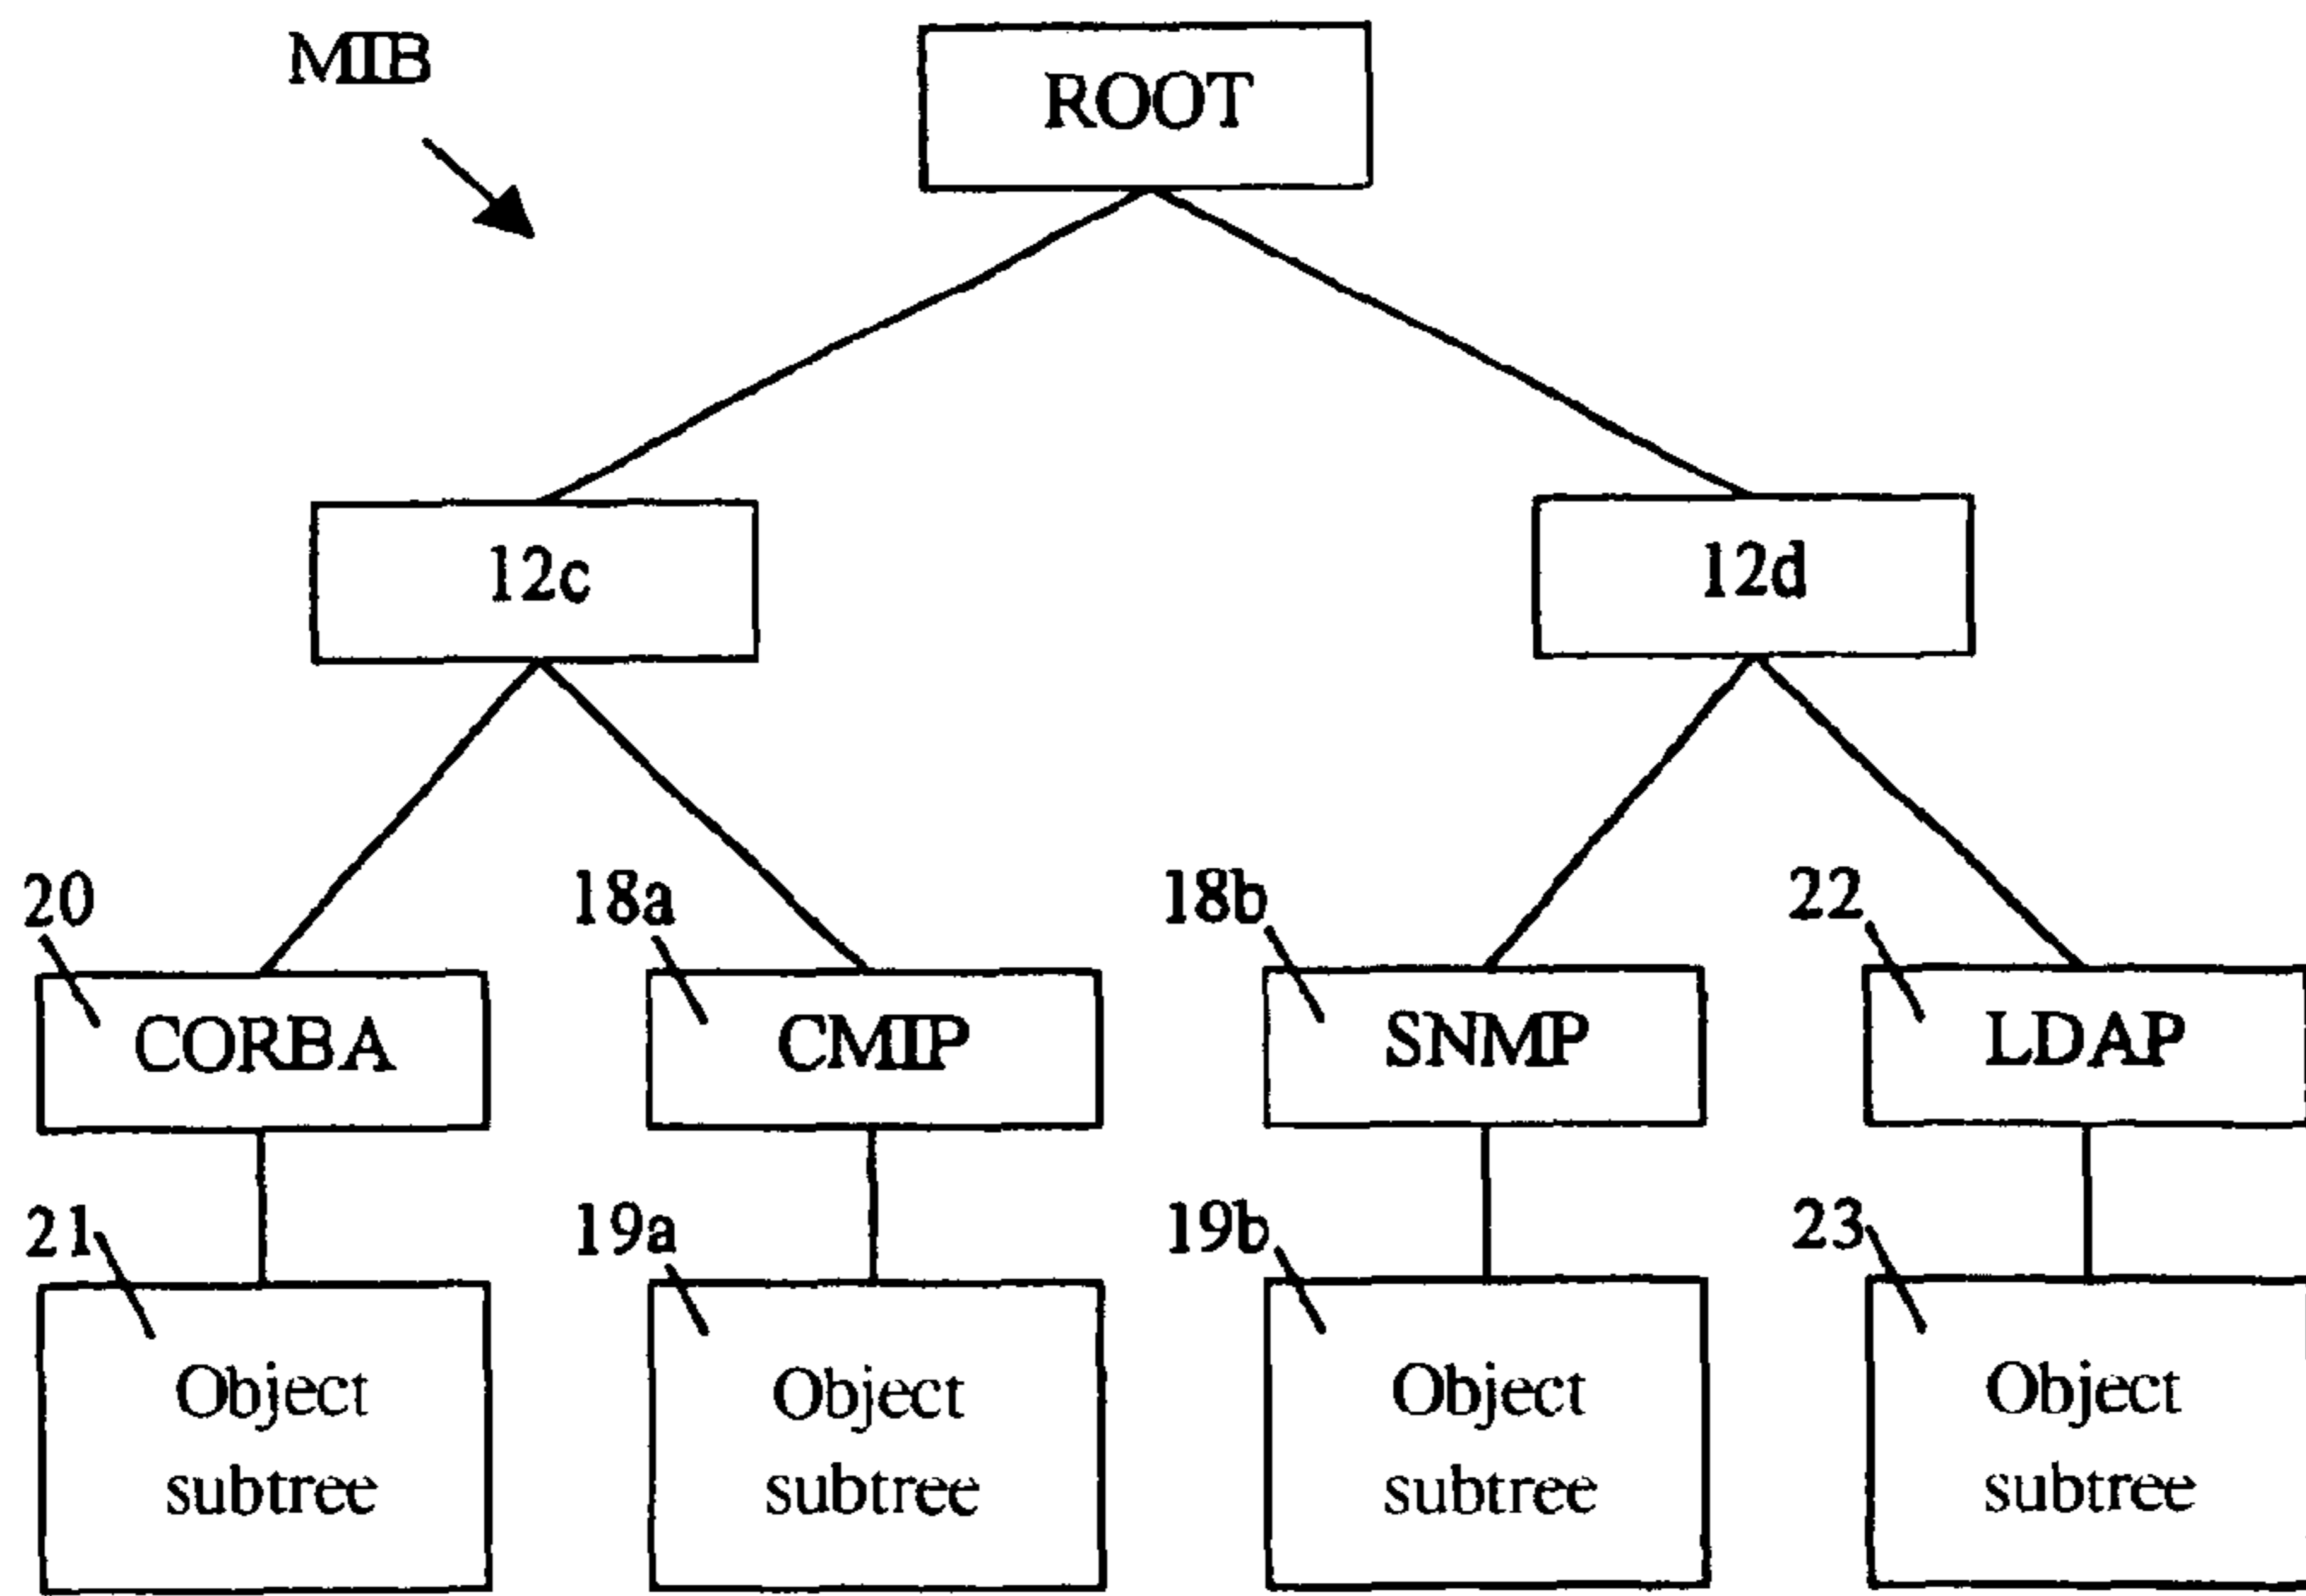 MIB
ROOT
12c
12d
20
18a
18b
22
CORBA
CMIP
SNMP
LDAP
21
19a
19b
23
Object
subtree
Object
subtree
Object
subtree
Object
subtree